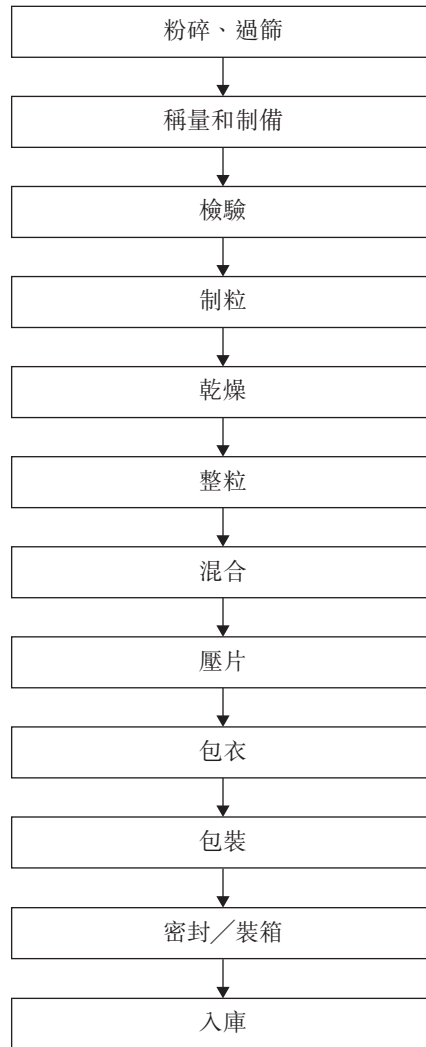 粉碎、過篩
稱量和制備
檢驗
制粒
乾燥
整粒
混合
壓片
包衣
包裝
密封／裝箱
入庫